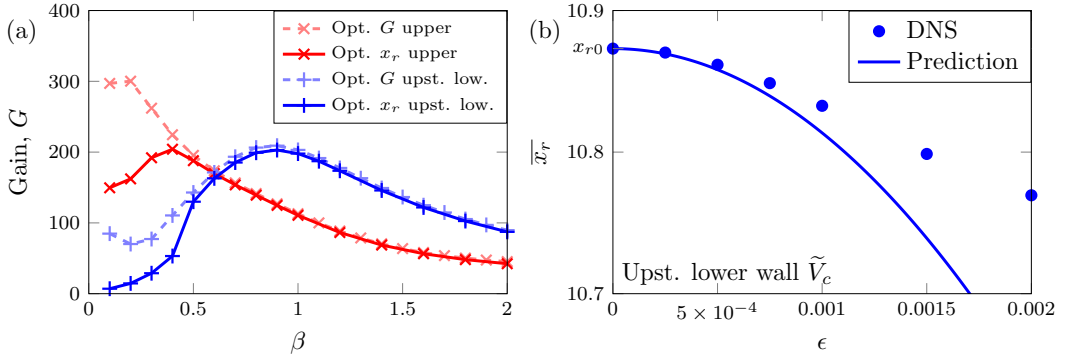 (a)
400
300
200
100
0
Gain, G
Opt. G upper
Opt. x_r upper
Opt. G upst. low.
Opt. x_r upst. low.
0
0.5
1
1.5
2
β
(b)
10.9
x_{r0}
10.8
10.7
\overline{x_r}
DNS
Prediction
Upst. lower wall \widetilde{V}_c
0
5 × 10^{−4}
0.001
0.0015
0.002
ϵ